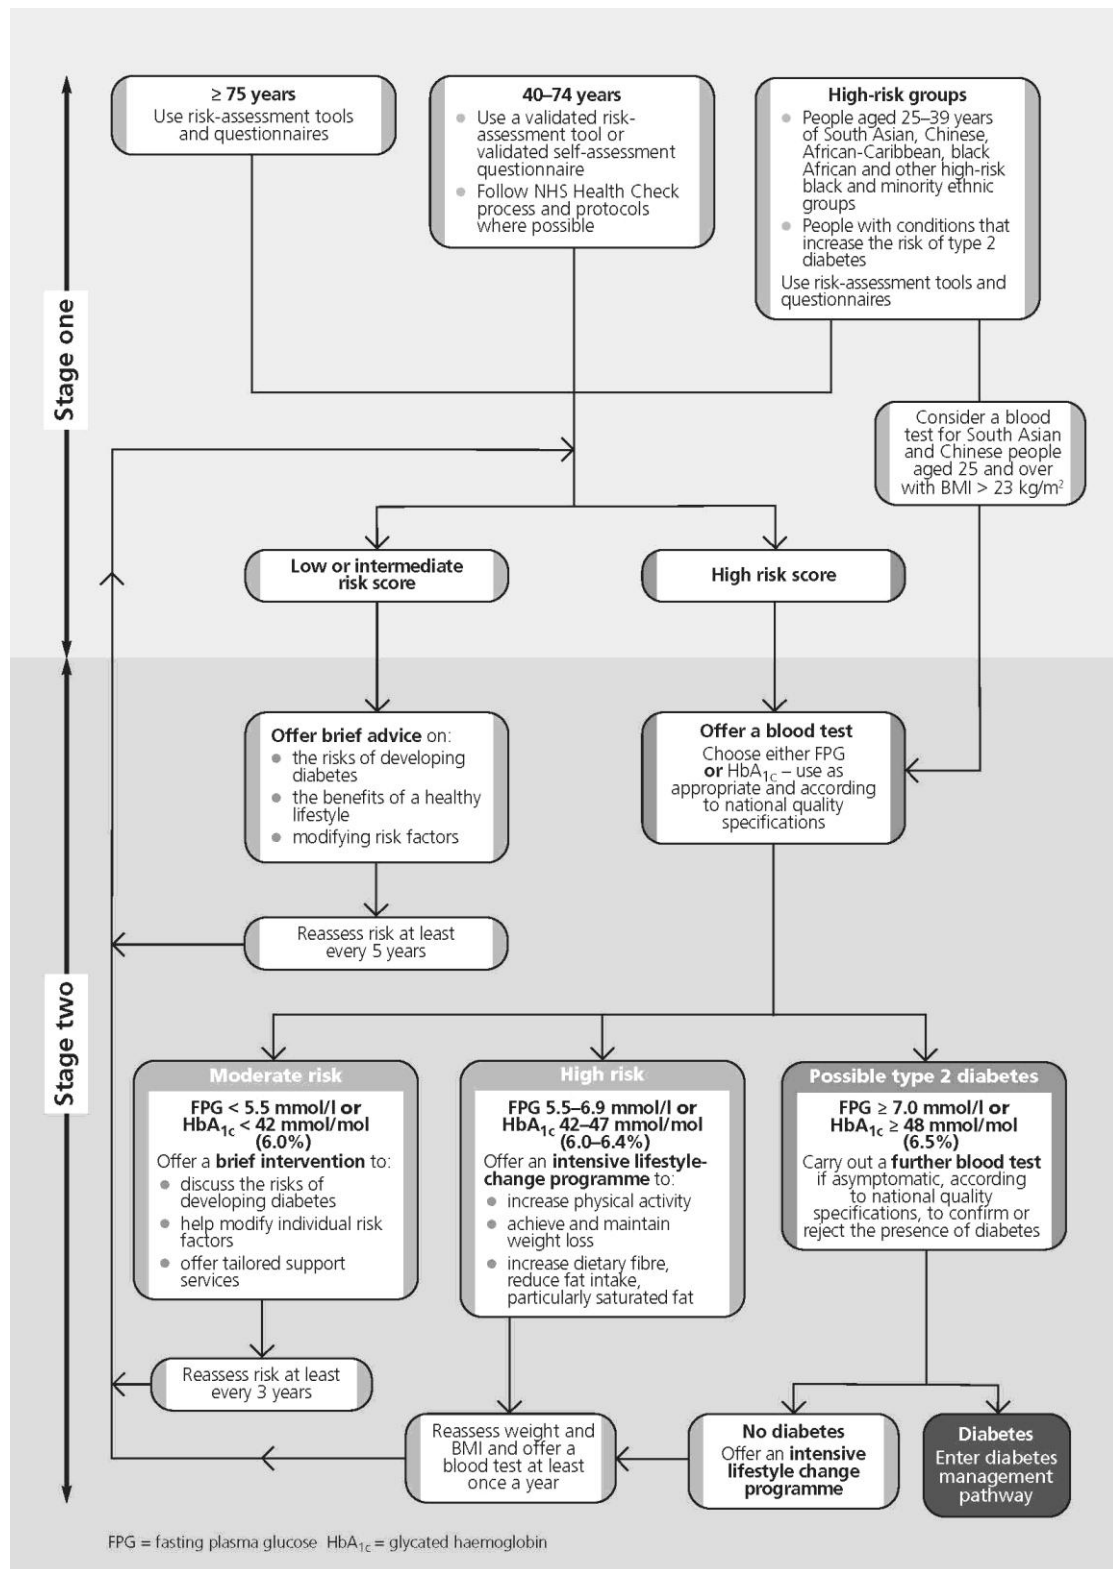 ≥ 75 years
Use risk-assessment tools
and questionnaires
40–74 years
● Use a validated risk-
assessment tool or
validated self-assessment
questionnaire
● Follow NHS Health Check
process and protocols
where possible
High-risk groups
● People aged 25–39 years
of South Asian, Chinese,
African-Caribbean, black
African and other high-risk
black and minority ethnic
groups
● People with conditions that
increase the risk of type 2
diabetes
Use risk-assessment tools and
questionnaires
Stage one
Consider a blood
test for South Asian
and Chinese people
aged 25 and over
with BMI > 23 kg/m²
Low or intermediate
risk score
High risk score
Offer brief advice on:
● the risks of developing
diabetes
● the benefits of a healthy
lifestyle
● modifying risk factors
Offer a blood test
Choose either FPG
or HbA1c – use as
appropriate and according
to national quality
specifications
Reassess risk at least
every 5 years
Stage two
Moderate risk
FPG < 5.5 mmol/l or
HbA1c < 42 mmol/mol
(6.0%)
Offer a brief intervention to:
● discuss the risks of
developing diabetes
● help modify individual risk
factors
● offer tailored support
services
High risk
FPG 5.5–6.9 mmol/l or
HbA1c 42–47 mmol/mol
(6.0–6.4%)
Offer an intensive lifestyle-
change programme to:
● increase physical activity
● achieve and maintain
weight loss
● increase dietary fibre,
reduce fat intake,
particularly saturated fat
Possible type 2 diabetes
FPG ≥ 7.0 mmol/l or
HbA1c ≥ 48 mmol/mol
(6.5%)
Carry out a further blood test
if asymptomatic, according
to national quality
specifications, to confirm or
reject the presence of diabetes
Reassess risk at least
every 3 years
Reassess weight and
BMI and offer a
blood test at least
once a year
No diabetes
Offer an intensive
lifestyle change
programme
Diabetes
Enter diabetes
management
pathway
FPG = fasting plasma glucose HbA1c = glycated haemoglobin